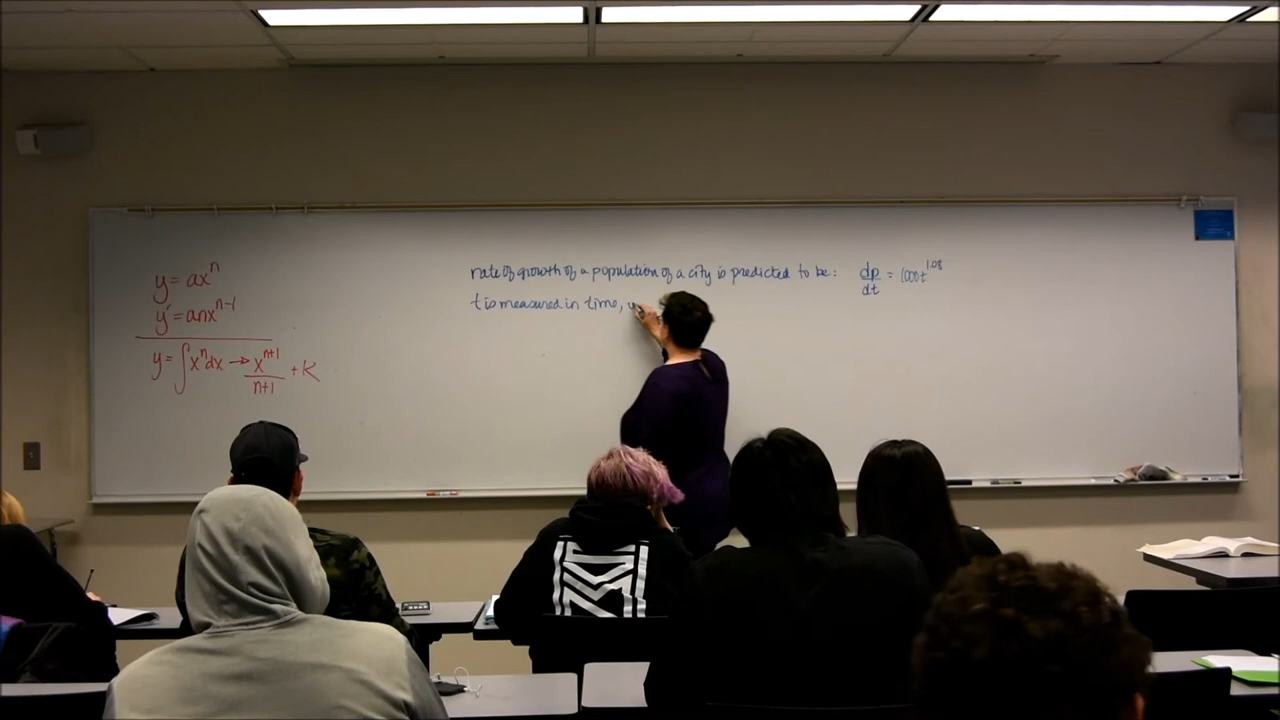 y = ax^n
y' = anx^{n-1}
y = ∫x^n dx → x^{n+1}/n+1 + K
rate of growth of a population of a city is predicted to be: dp/dt = 1000t^{1.08}
t is measured in time, y